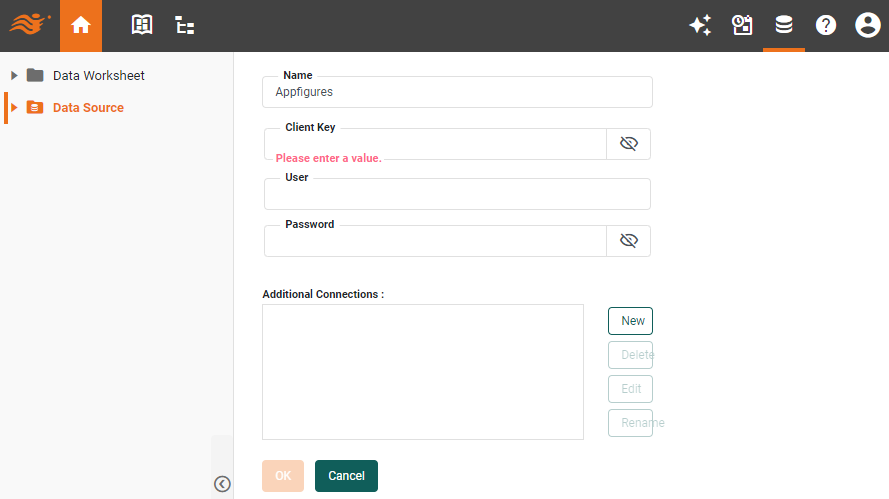 Data Worksheet
Data Source
Name
Appfigures
Client Key
Please enter a value.
User
Password
Additional Connections :
New
Delete
Edit
Rename
OK
Cancel